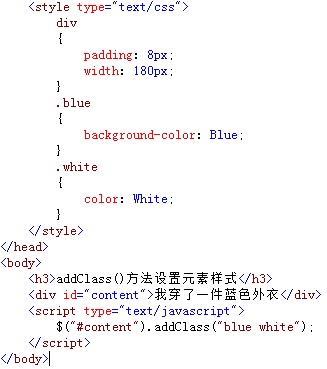 <style type="text/css">
div
{
padding: 8px;
width: 180px;
}
.blue
{
background-color: Blue;
}
.white
{
color: White;
}
</style>
</head>
<body>
<h3>addClass()方法设置元素样式</h3>
<div id="content">我穿了一件蓝色外衣</div>
<script type="text/javascript">
$("#content").addClass("blue white");
</script>
</body>